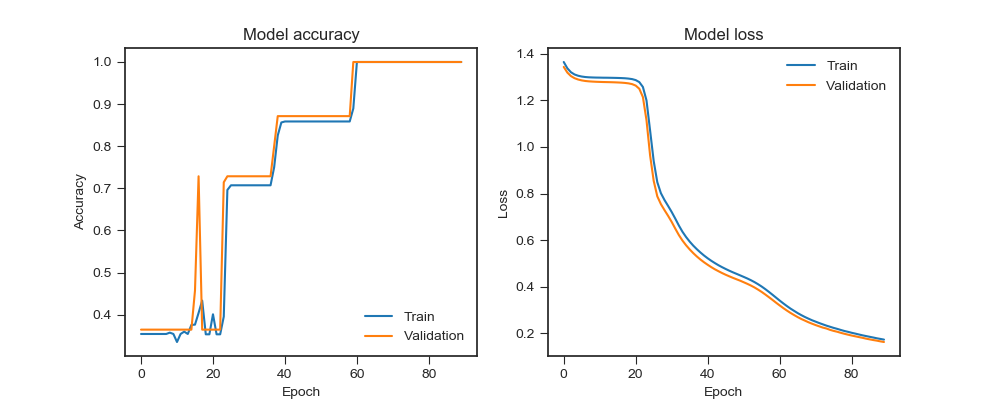 Model accuracy
Accuracy
1.0
0.9
0.8
0.7
0.6
0.5
0.4
0 20 40 60 80
Epoch
Train
Validation
Model loss
Loss
1.4
1.2
1.0
0.8
0.6
0.4
0.2
0 20 40 60 80
Epoch
Train
Validation